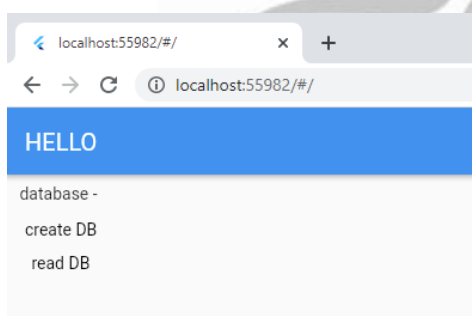 localhost:55982/#/
localhost:55982/#/
HELLO
database -
create DB
read DB